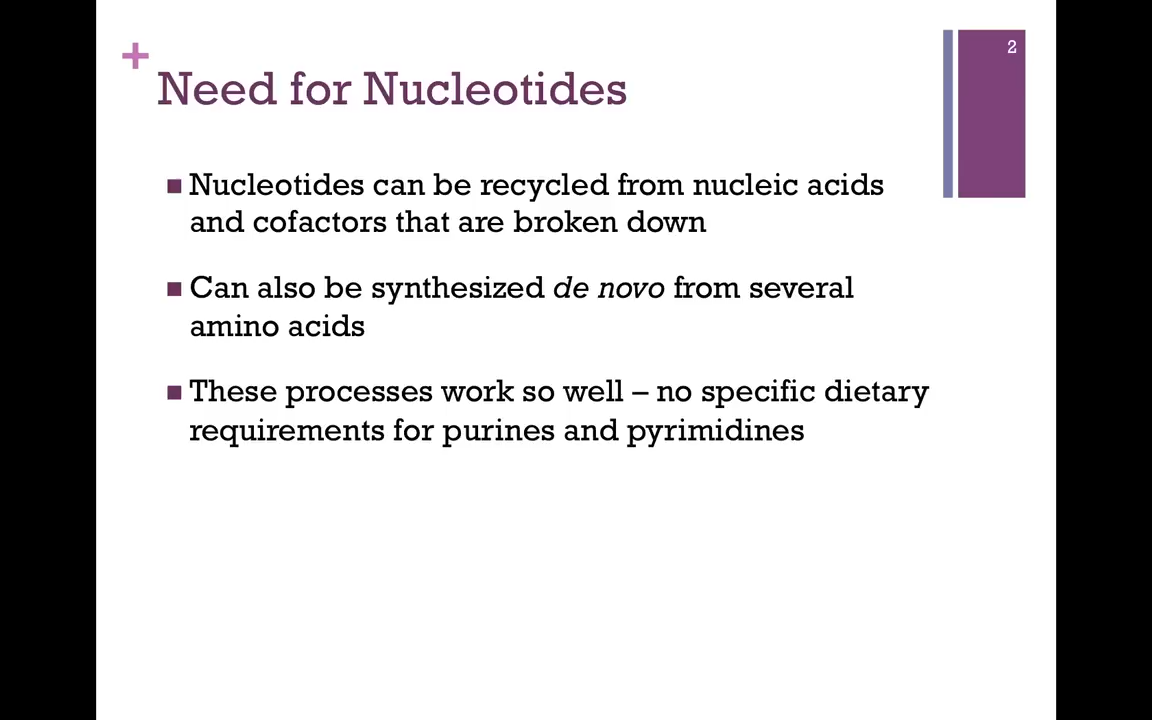 2
+
Need for Nucleotides
■ Nucleotides can be recycled from nucleic acids
and cofactors that are broken down
■ Can also be synthesized de novo from several
amino acids
■ These processes work so well – no specific dietary
requirements for purines and pyrimidines